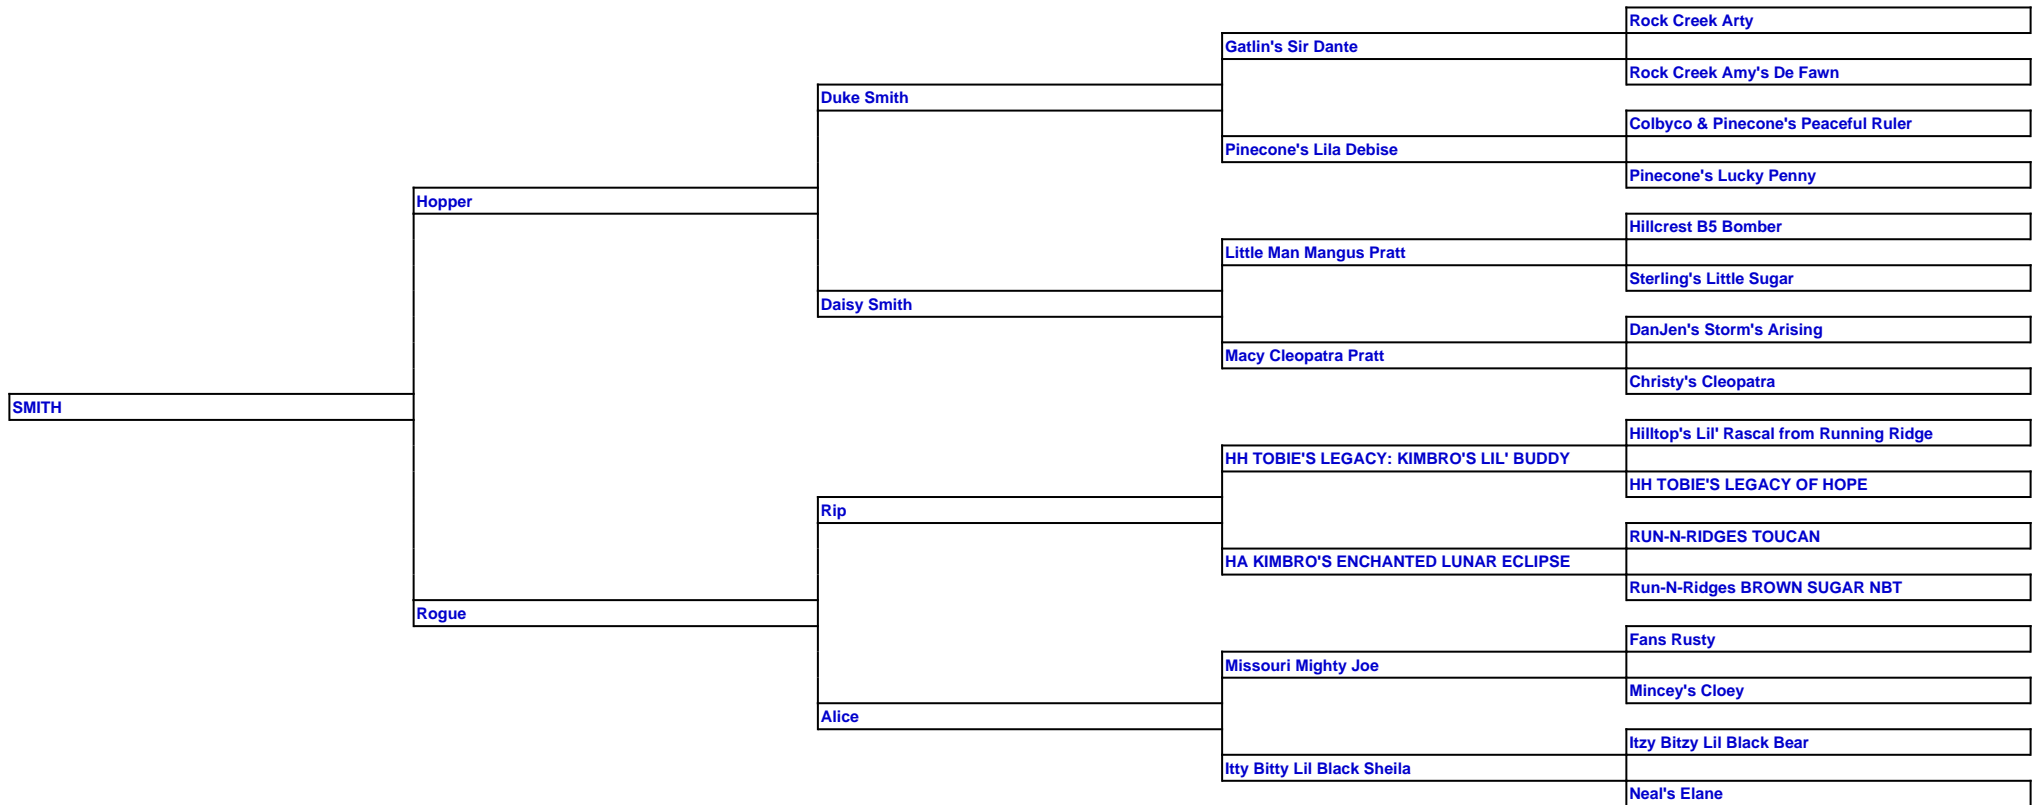 Rock Creek Arty
Gatlin's Sir Dante
Rock Creek Amy's De Fawn
Duke Smith
Colbyco & Pinecone's Peaceful Ruler
Pinecone's Lila Debise
Pinecone's Lucky Penny
Hopper
Hillcrest B5 Bomber
Little Man Mangus Pratt
Sterling's Little Sugar
Daisy Smith
DanJen's Storm's Arising
Macy Cleopatra Pratt
Christy's Cleopatra
SMITH
Hilltop's Lil' Rascal from Running Ridge
HH TOBIE'S LEGACY: KIMBRO'S LIL' BUDDY
HH TOBIE'S LEGACY OF HOPE
Rip
RUN-N-RIDGES TOUCAN
HA KIMBRO'S ENCHANTED LUNAR ECLIPSE
Run-N-Ridges BROWN SUGAR NBT
Rogue
Fans Rusty
Missouri Mighty Joe
Mincey's Cloey
Alice
Itzy Bitzy Lil Black Bear
Itty Bitty Lil Black Sheila
Neal's Elane